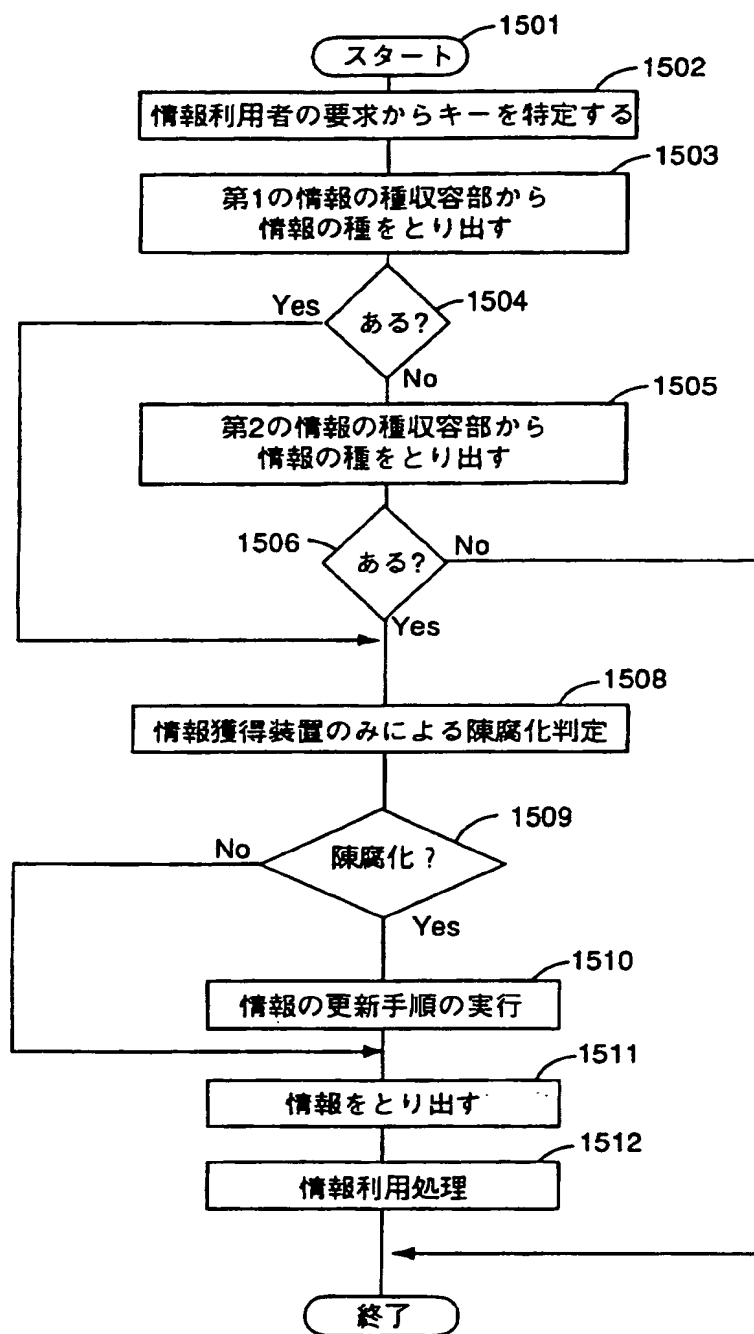 1501
スタート
1502
情報利用者の要求からキーを特定する
1503
第1の情報の種収容部から
情報の種をとり出す
Yes
ある?
1504
No
1505
第2の情報の種収容部から
情報の種をとり出す
1506
ある?
No
Yes
1508
情報獲得装置のみによる陳腐化判定
1509
No
陳腐化?
Yes
1510
情報の更新手順の実行
1511
情報をとり出す
1512
情報利用処理
終了